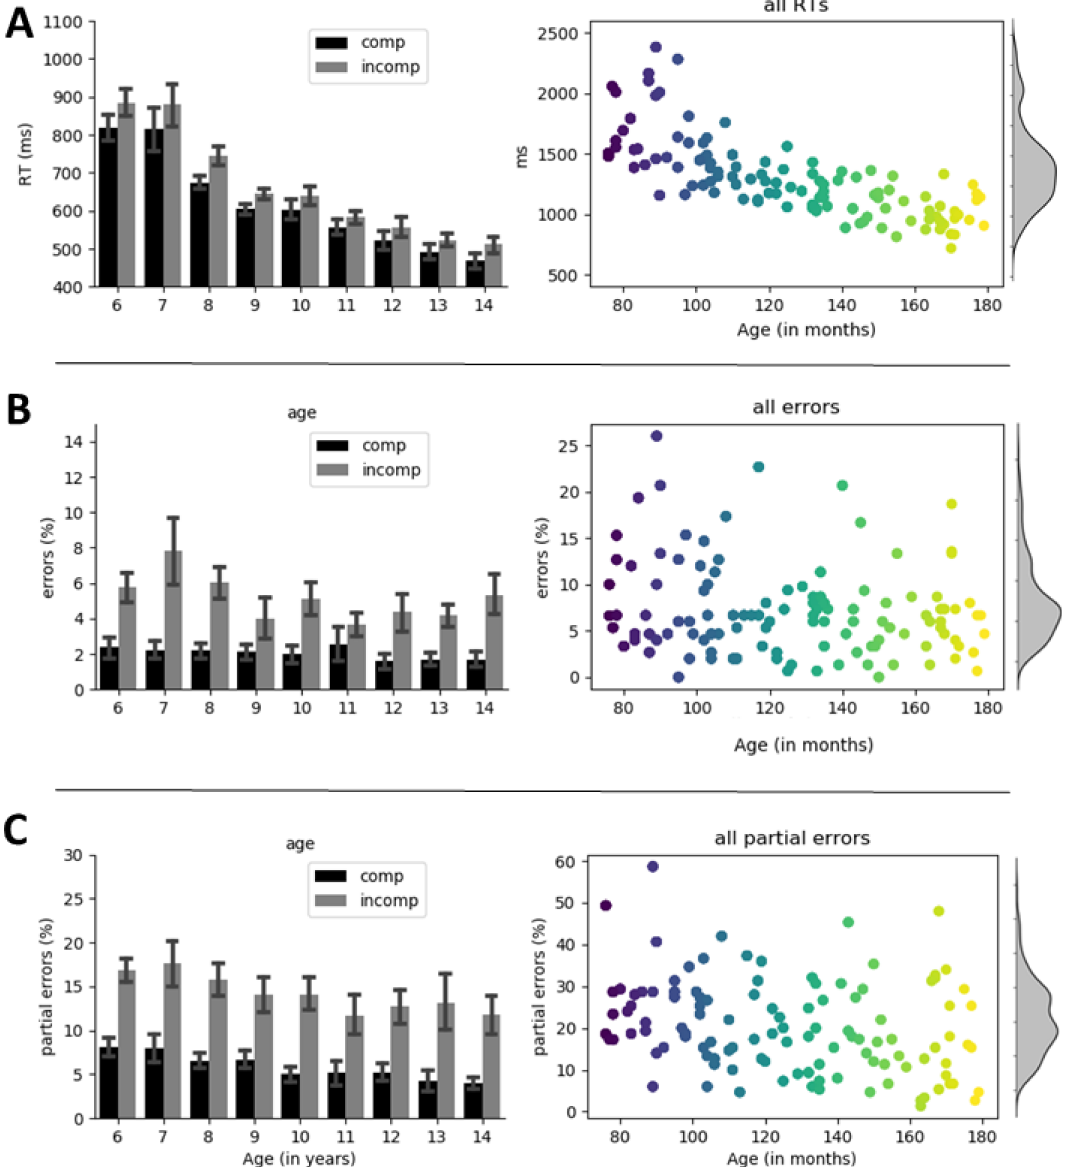 A
all RTs
1100
1000
900
800
700
600
500
400
RT (ms)
comp
incomp
6 7 8 9 10 11 12 13 14
2500
2000
1500
1000
500
ms
80 100 120 140 160 180
Age (in months)
B
age
all errors
14
12
10
8
6
4
2
0
errors (%)
comp
incomp
6 7 8 9 10 11 12 13 14
25
20
15
10
5
0
errors (%)
80 100 120 140 160 180
Age (in months)
C
age
all partial errors
30
25
20
15
10
5
0
partial errors (%)
comp
incomp
6 7 8 9 10 11 12 13 14
Age (in years)
60
50
40
30
20
10
0
partial errors (%)
80 100 120 140 160 180
Age (in months)